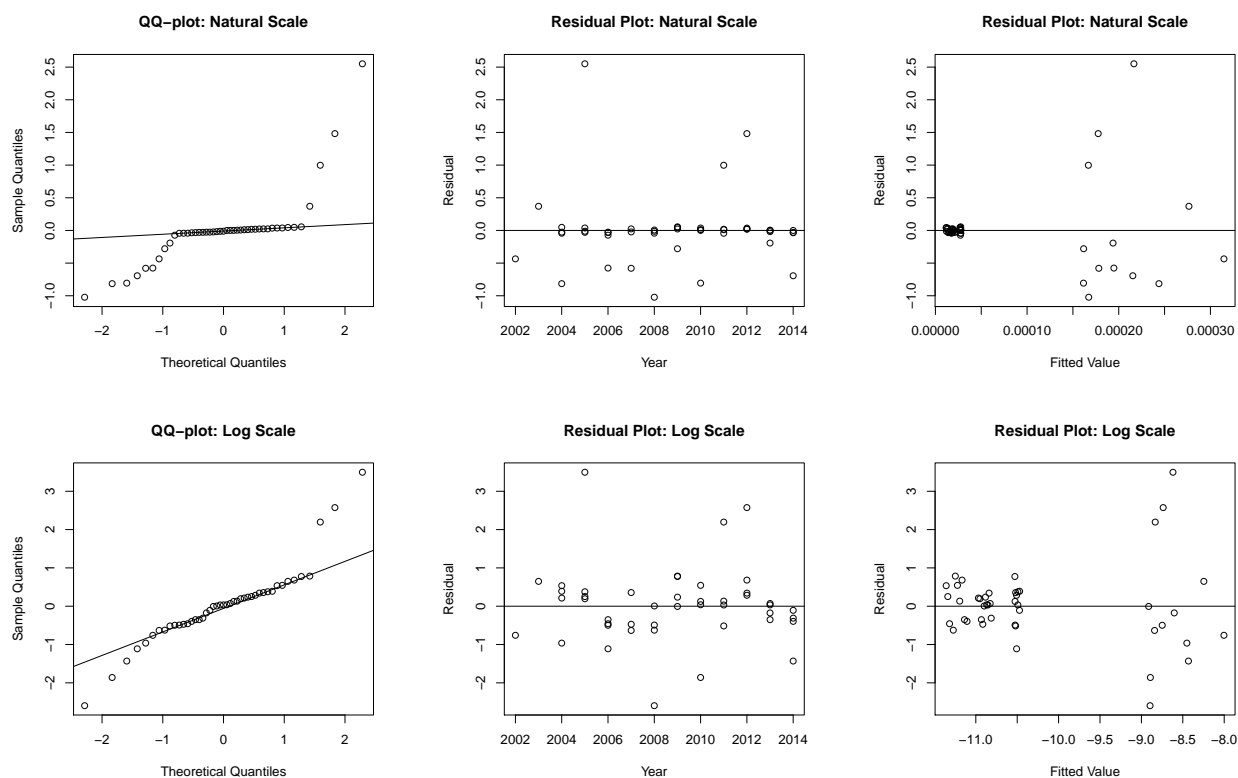 QQ−plot: Natural Scale
Sample Quantiles
2.5
2.0
1.5
1.0
0.5
0.0
−1.0
−2 −1 0 1 2
Theoretical Quantiles
Residual Plot: Natural Scale
Residual
2.5
2.0
1.5
1.0
0.5
0.0
−1.0
2002 2004 2006 2008 2010 2012 2014
Year
Residual Plot: Natural Scale
Residual
2.5
2.0
1.5
1.0
0.5
0.0
−1.0
0.00000 0.00010 0.00020 0.00030
Fitted Value
QQ−plot: Log Scale
Sample Quantiles
3
2
1
0
−1
−2
−2 −1 0 1 2
Theoretical Quantiles
Residual Plot: Log Scale
Residual
3
2
1
0
−1
−2
2002 2004 2006 2008 2010 2012 2014
Year
Residual Plot: Log Scale
Residual
3
2
1
0
−1
−2
−11.0 −10.0 −9.5 −9.0 −8.5 −8.0
Fitted Value